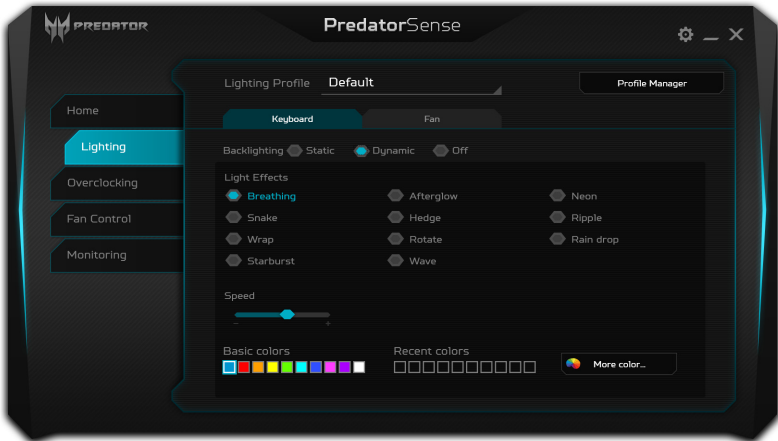 PREDATOR
PredatorSense
Lighting Profile Default
Profile Manager
Home
Lighting
Overclocking
Fan Control
Monitoring
Keyboard Fan
Backlighting Static Dynamic Off
Light Effects
Breathing Afterglow Neon
Snake Hedge Ripple
Wrap Rotate Rain drop
Starburst Wave
Speed
- +
Basic colors Recent colors
More color...